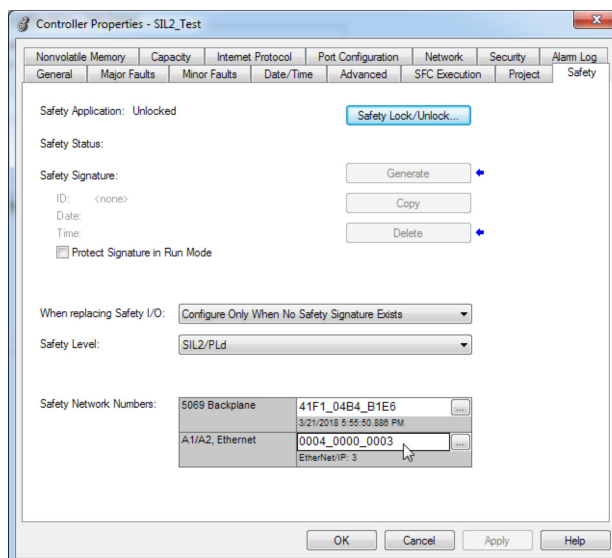 Controller Properties - SIL2_Test
Nonvolatile Memory Capacity Internet Protocol Port Configuration Network Security Alarm Log
General Major Faults Minor Faults Date/Time Advanced SFC Execution Project Safety
Safety Application: Unlocked
Safety Lock/Unlock...
Safety Status:
Safety Signature:
Generate
ID: <none>
Copy
Date:
Time:
Delete
Protect Signature in Run Mode
When replacing Safety I/O: Configure Only When No Safety Signature Exists
Safety Level: SIL2/PLd
Safety Network Numbers: 5069 Backplane 41F1_04B4_B1E6 ...
3/21/2018 5:55:50.886 PM
A1/A2, Ethernet 0004_0000_0003 ...
EtherNet/IP: 3
OK Cancel Apply Help